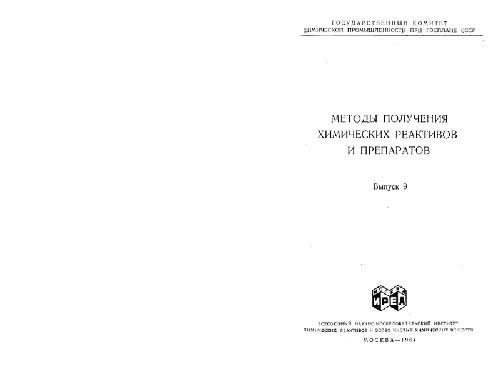 ГОСУДАРСТВЕННЫЙ КОМИТЕТ
ХИМИЧЕСКОЙ ПРОМЫШЛЕННОСТИ ПРИ ГОСПЛАНЕ СССР
МЕТОДЫ ПОЛУЧЕНИЯ
ХИМИЧЕСКИХ РЕАКТИВОВ
И ПРЕПАРАТОВ
Выпуск 9
ИРЕА
ВСЕСОЮЗНЫЙ НАУЧНО-ИССЛЕДОВАТЕЛЬСКИЙ ИНСТИТУТ
ХИМИЧЕСКИХ РЕАКТИВОВ И ОСОБО ЧИСТЫХ ХИМИЧЕСКИХ ВЕЩЕСТВ
МОСКВА—1964